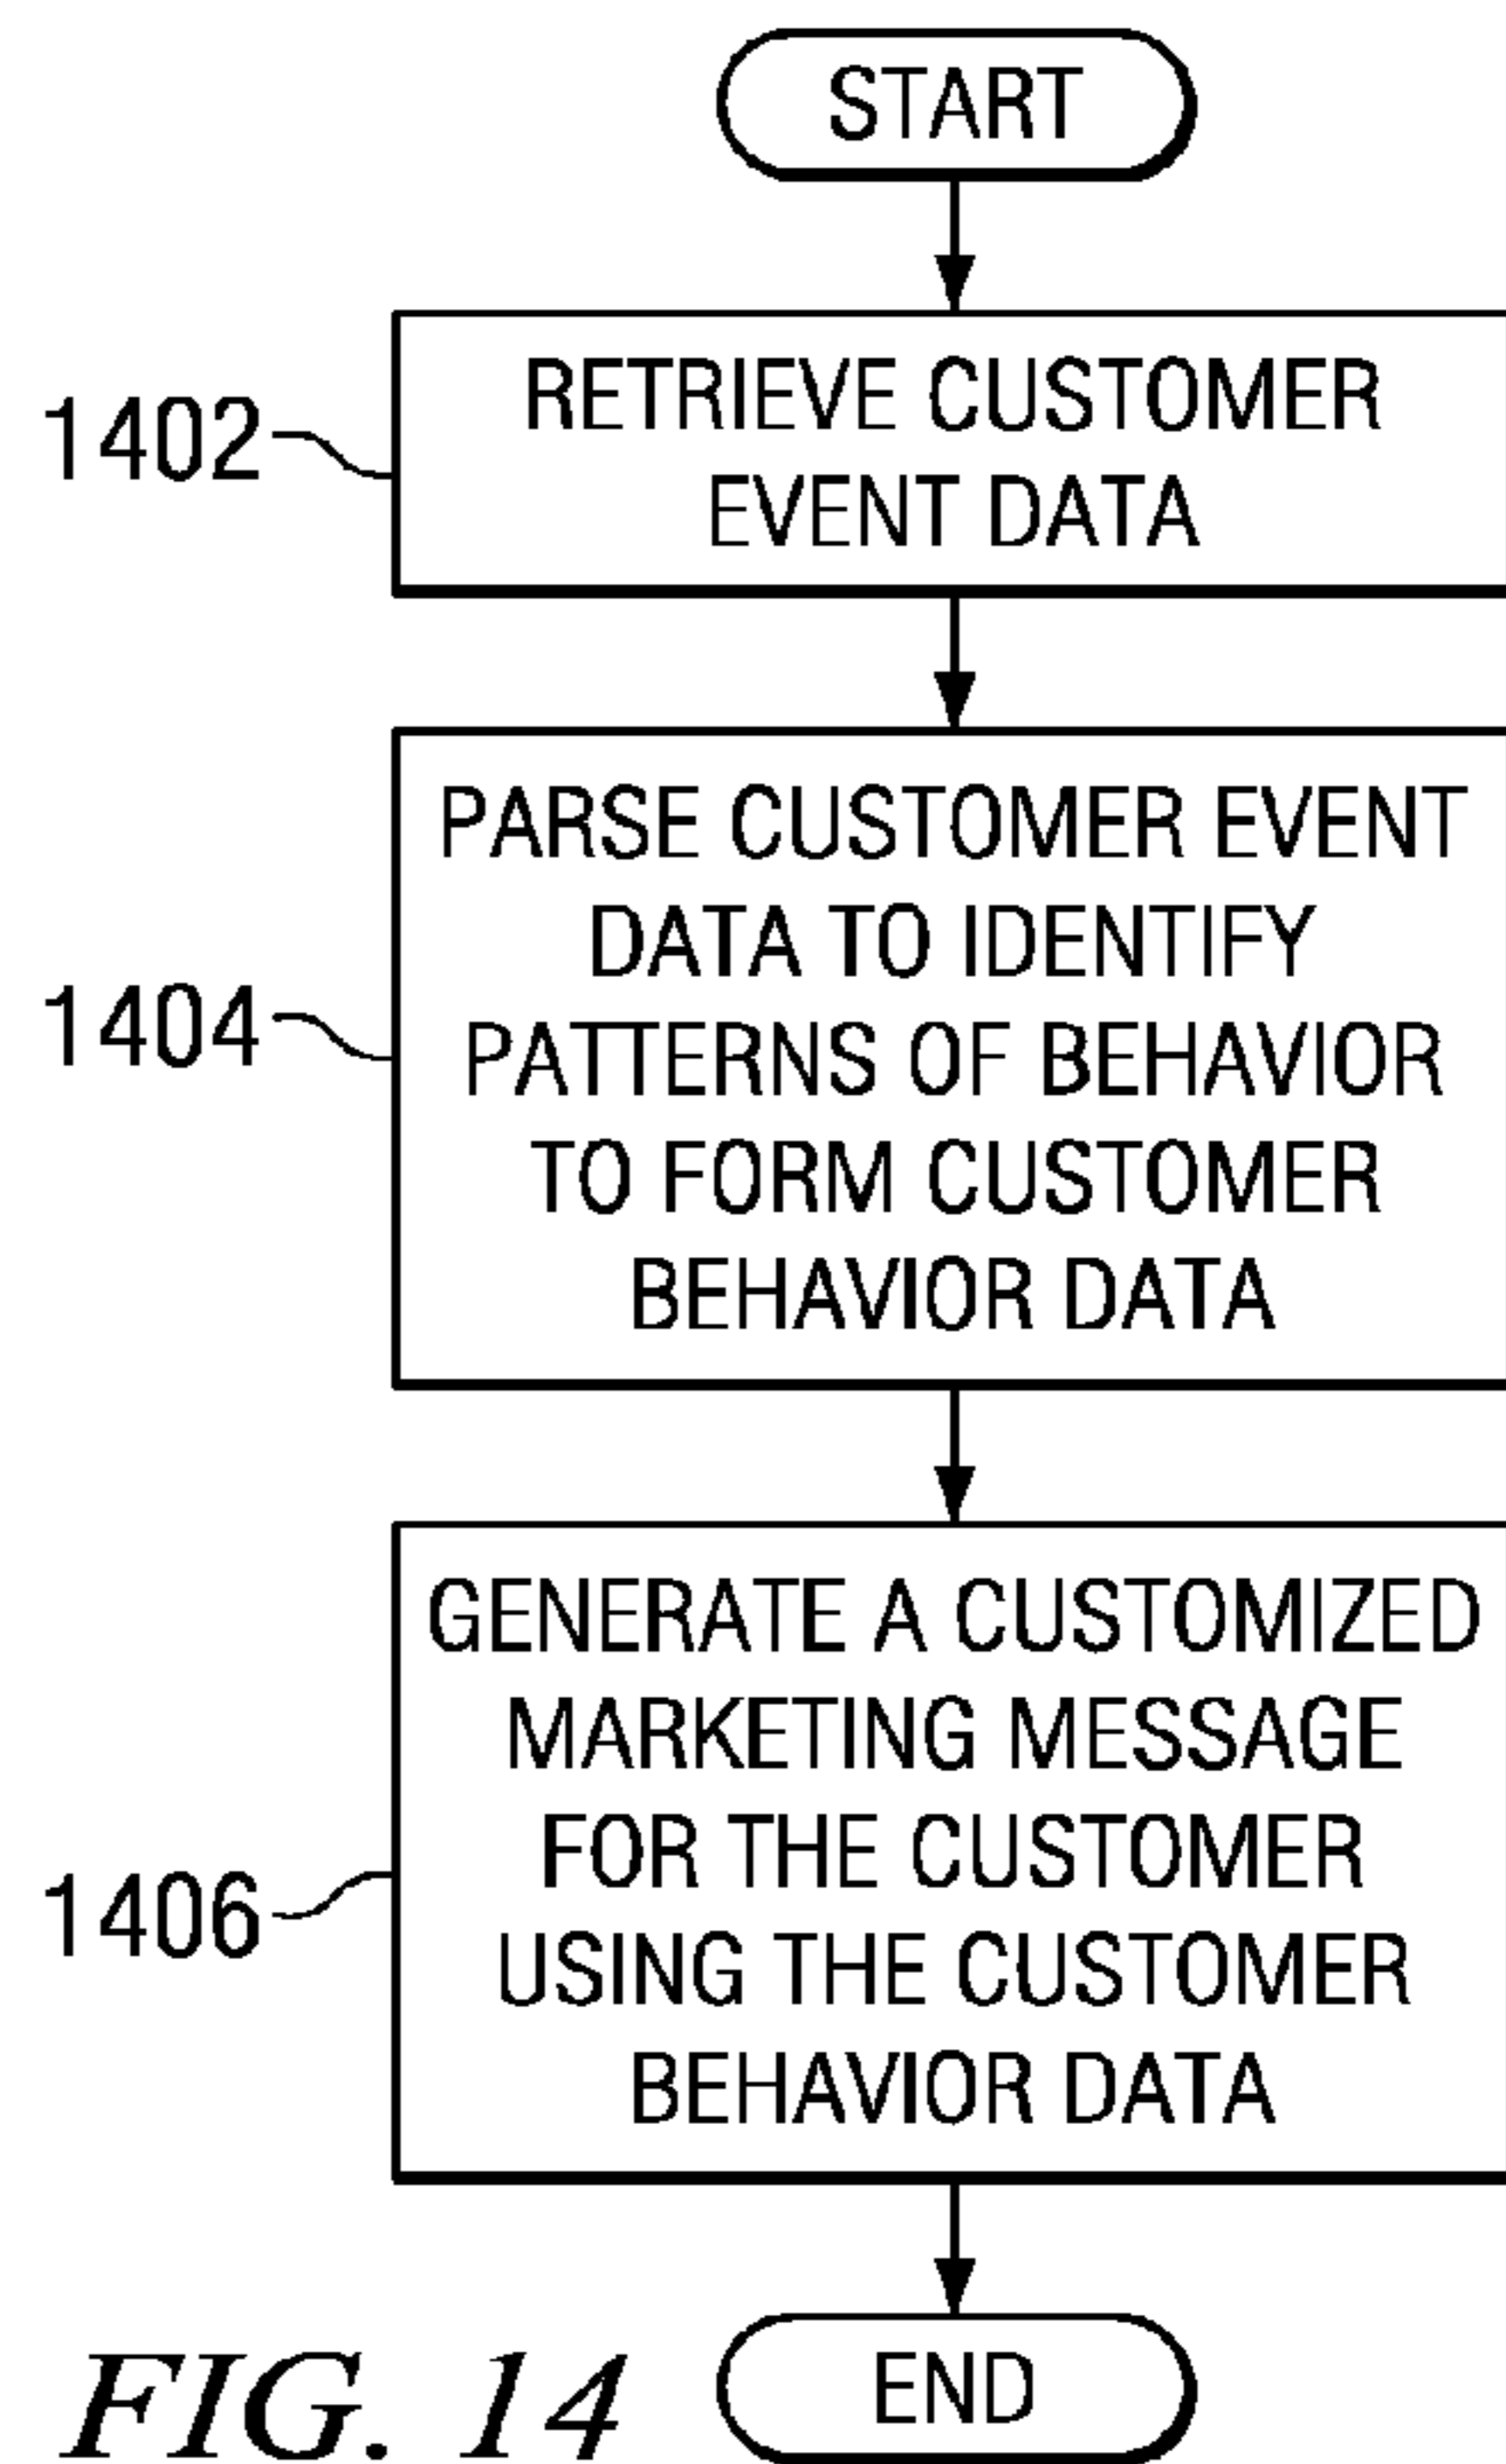 START
1402
RETRIEVE CUSTOMER
EVENT DATA
1404
PARSE CUSTOMER EVENT
DATA TO IDENTIFY
PATTERNS OF BEHAVIOR
TO FORM CUSTOMER
BEHAVIOR DATA
1406
GENERATE A CUSTOMIZED
MARKETING MESSAGE
FOR THE CUSTOMER
USING THE CUSTOMER
BEHAVIOR DATA
END
FIG. 14